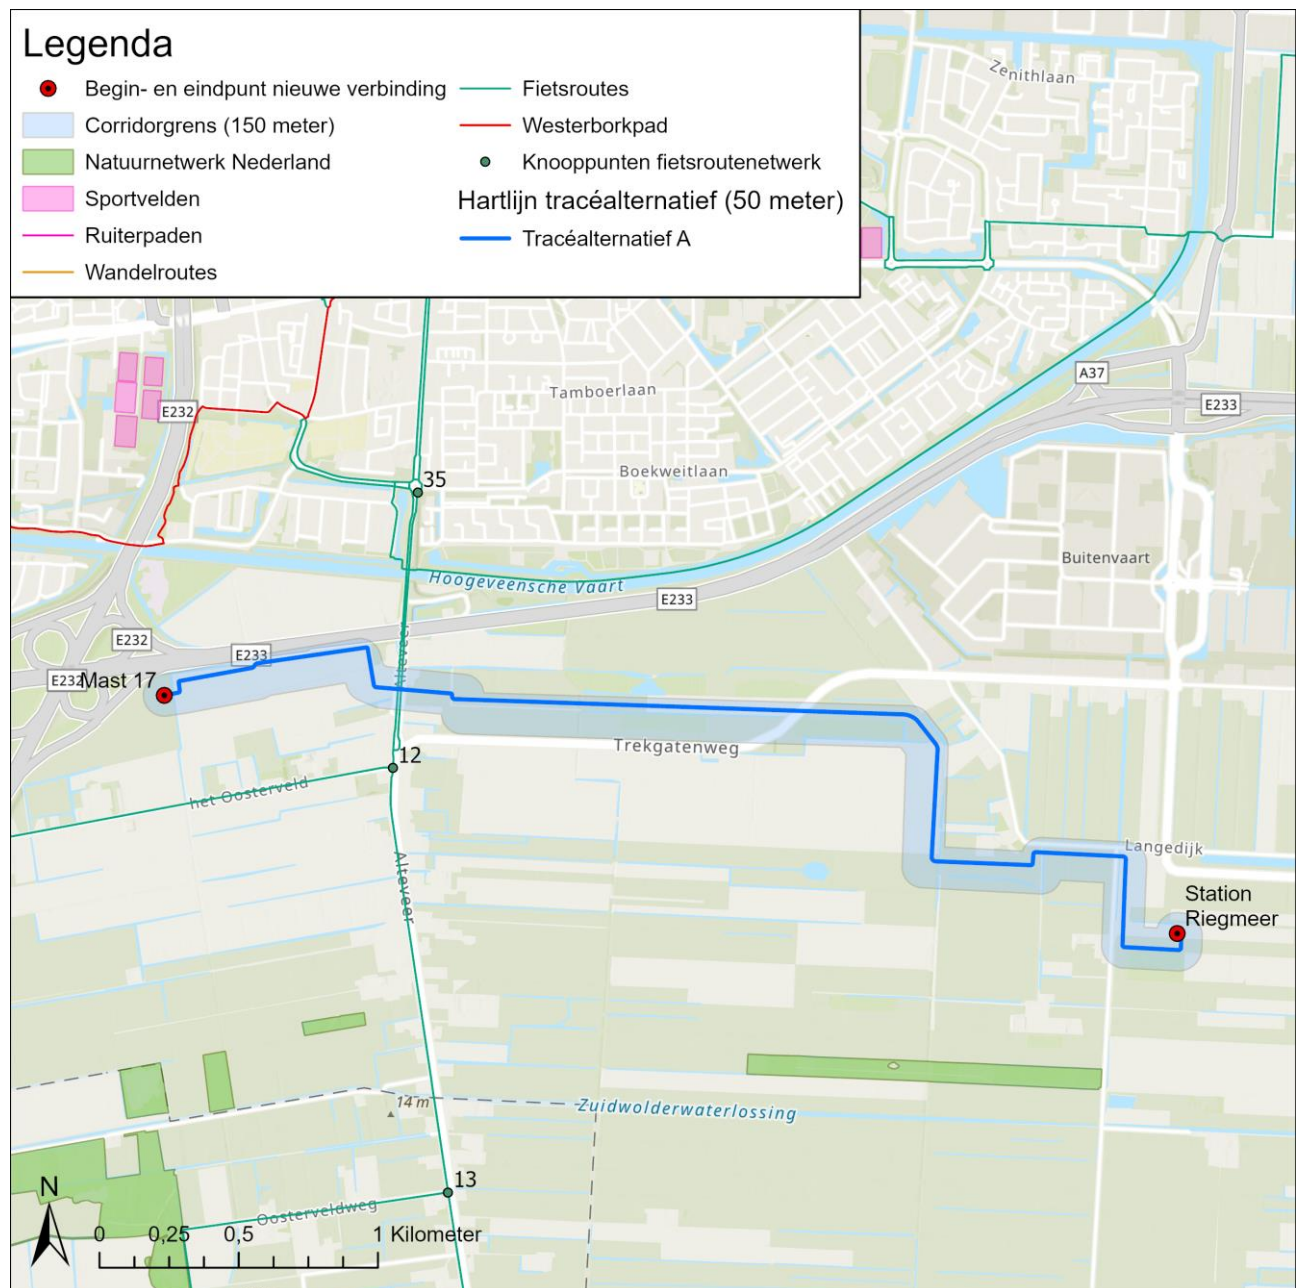 Legenda
Begin- en eindpunt nieuwe verbinding
Corridorgrens (150 meter)
Natuurnetwerk Nederland
Sportvelden
Ruiterpaden
Wandelroutes
Fietsroutes
Westerborkpad
Knooppunten fietsroutenetwerk
Hartlijn tracéalternatief (50 meter)
Tracéalternatief A
Zenithlaan
A37
Tamboerlaan
E232
E233
Boekweitlaan
35
Buitenvaart
Hoogeveensche Vaart
E233
E232
E233
E232
Mast 17
Alteveer
12
Trekgatenweg
het Oosterveld
Langedijk
Alteveer
Station
Riegmeer
14 m
Zuidwolderwaterlossing
13
Oosterveldweg
N
0 0,25 0,5 1 Kilometer